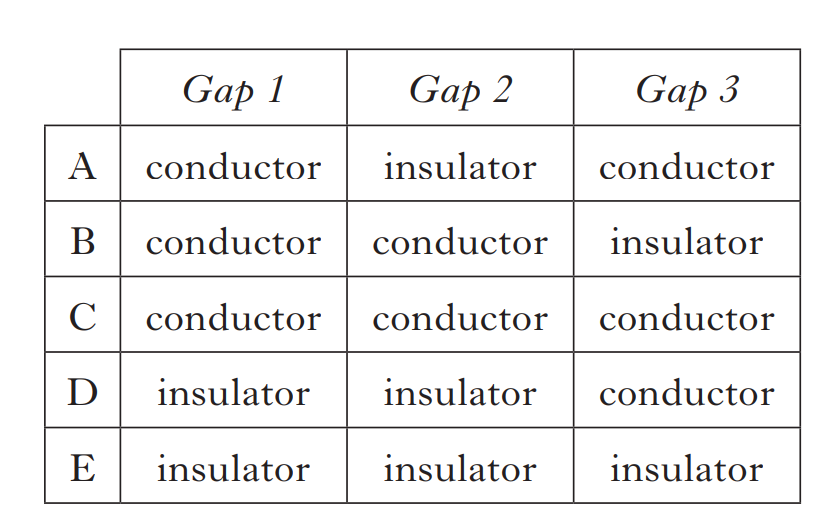 Gap 1 Gap 2 Gap 3
A conductor insulator conductor
B conductor conductor insulator
C conductor conductor conductor
D insulator insulator conductor
E insulator insulator insulator